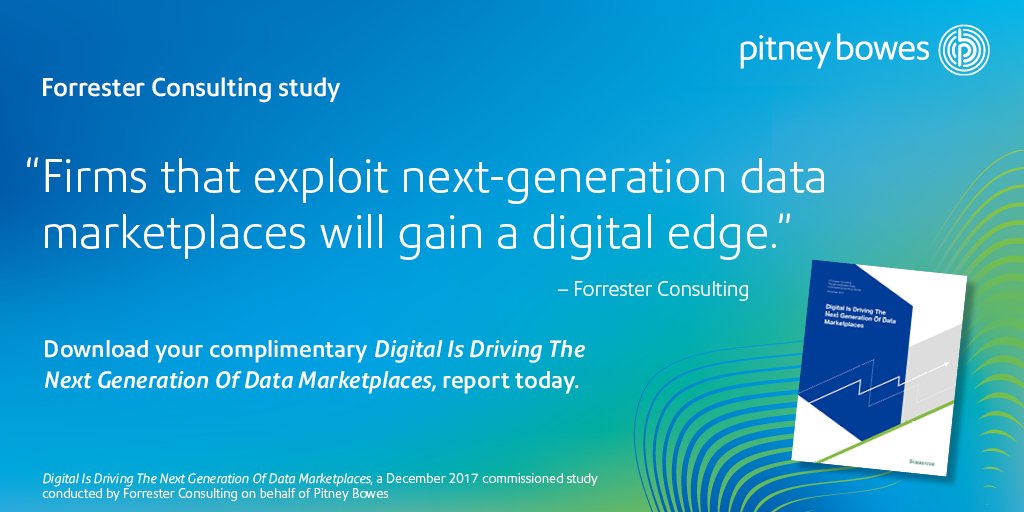 pitney bowes
Forrester Consulting study
“Firms that exploit next-generation data
marketplaces will gain a digital edge.”
– Forrester Consulting
Digital Is Driving The
Next Generation Of Data
Marketplaces
FORRESTER
Download your complimentary Digital Is Driving The
Next Generation Of Data Marketplaces, report today.
Digital Is Driving The Next Generation Of Data Marketplaces, a December 2017 commissioned study
conducted by Forrester Consulting on behalf of Pitney Bowes